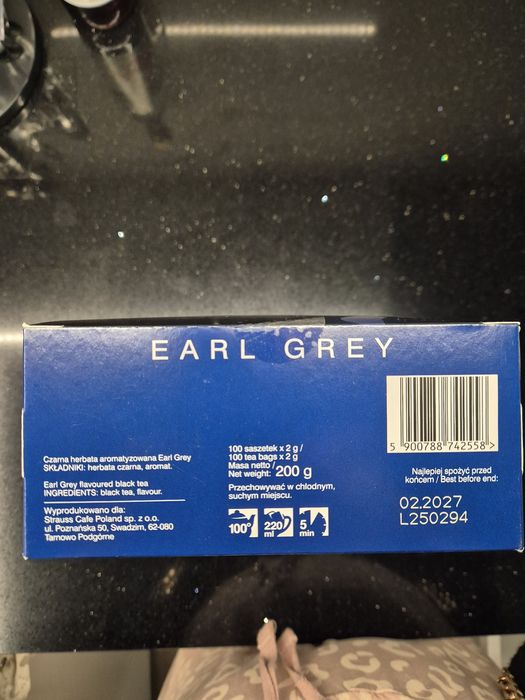 EARL GREY
Czarna herbata aromatyzowana Earl Grey
SKŁADNIKI: herbata czarna, aromat.
Earl Grey flavoured black tea
INGREDIENTS: black tea, flavour.
Wyprodukowano dla:
Strauss Cafe Poland sp. z o.o.
ul. Poznańska 50, Swadzim, 62-080
Tarnowo Podgórne
100 saszetek x 2 g /
100 tea bags x 2 g
Masa netto /
Net weight: 200 g
Przechowywać w chłodnym,
suchym miejscu.
100°
220 ml
5 min
5 900788 742558 >
Najlepiej spożyć przed
końcem / Best before end:
02.2027
L250294